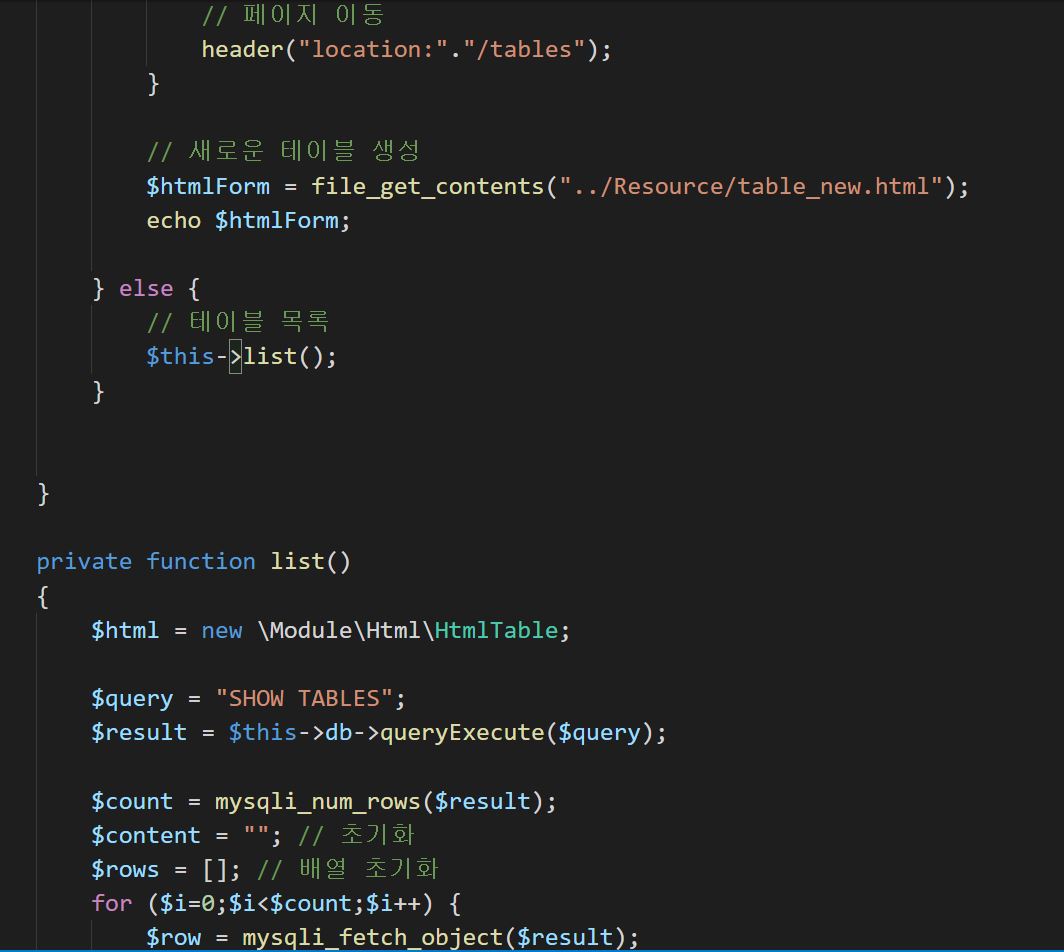 // 페이지 이동
header("location:"."/tables");
}
// 새로운 테이블 생성
$htmlForm = file_get_contents("../Resource/table_new.html");
echo $htmlForm;
} else {
// 테이블 목록
$this->list();
}
}
private function list()
{
$html = new \Module\Html\HtmlTable;
$query = "SHOW TABLES";
$result = $this->db->queryExecute($query);
$count = mysqli_num_rows($result);
$content = ""; // 초기화
$rows = []; // 배열 초기화
for ($i=0;$i<$count;$i++) {
$row = mysqli_fetch_object($result);